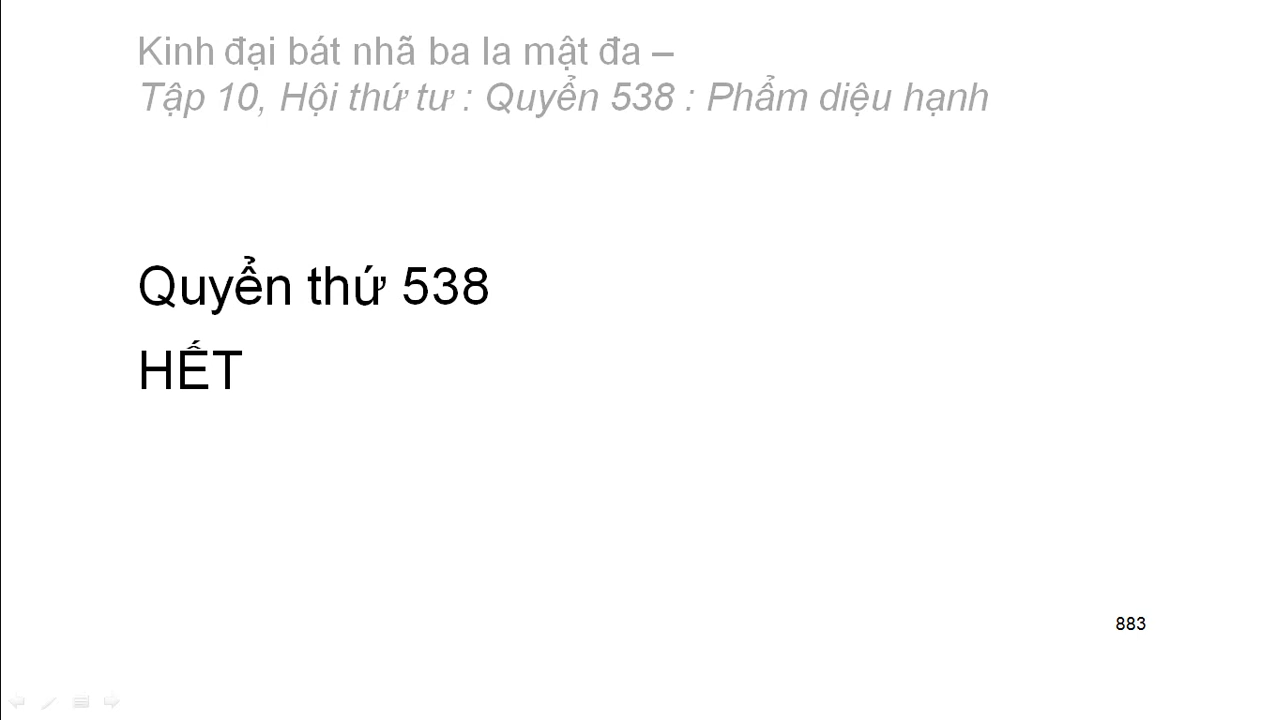 Kinh đại bát nhã ba la mật đa –
Tập 10, Hội thứ tư : Quyển 538 : Phẩm diệu hạnh
Quyển thứ 538
HẾT
883